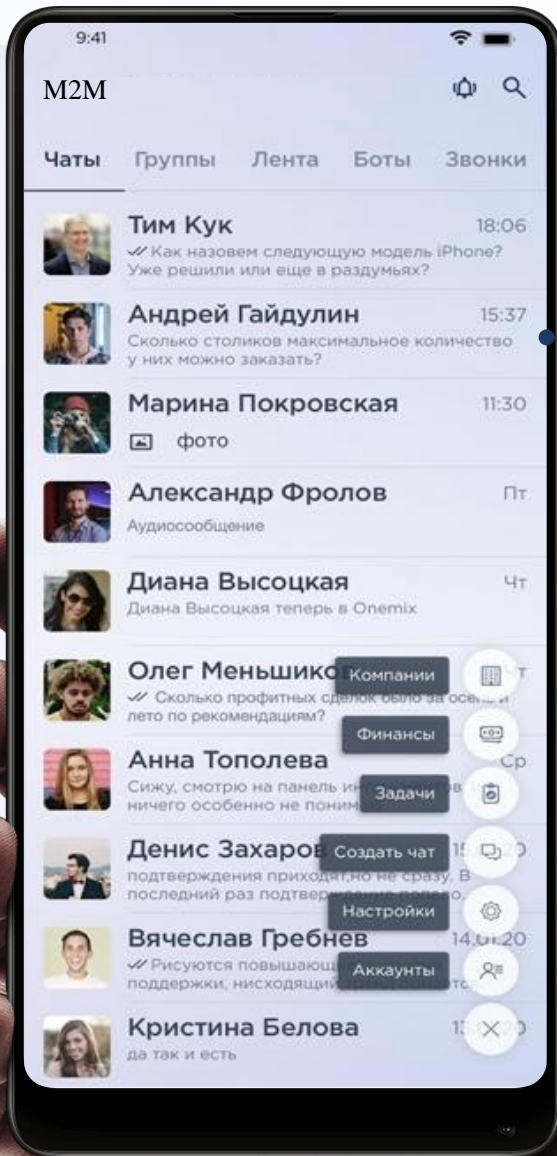 9:41
M2M
Чаты Группы Лента Боты Звонки
Тим Кук 18:06
Как назовем следующую модель iPhone?
Уже решили или еще в раздумьях?
Андрей Гайдулин 15:37
Сколько столиков максимальное количество
у них можно заказать?
Марина Покровская 11:30
фото
Александр Фролов Пт
Аудиосообщение
Диана Высоцкая Чт
Диана Высоцкая теперь в Onemix
Олег Меньшиков
Компании
Сколько профитных сделок было за осень и
лето по рекомендациям?
Финансы
Анна Тополева Ср
Сижу, смотрю на панель
ничего особенно не
Задачи
Денис Захаров
Создать чат
подтверждения приходят,но не сразу. В
последний раз
Настройки
Вячеслав Гребнев 14.01.20
Рисуются
поддержки, нисходящий
Аккаунты
Кристина Белова
да так и есть